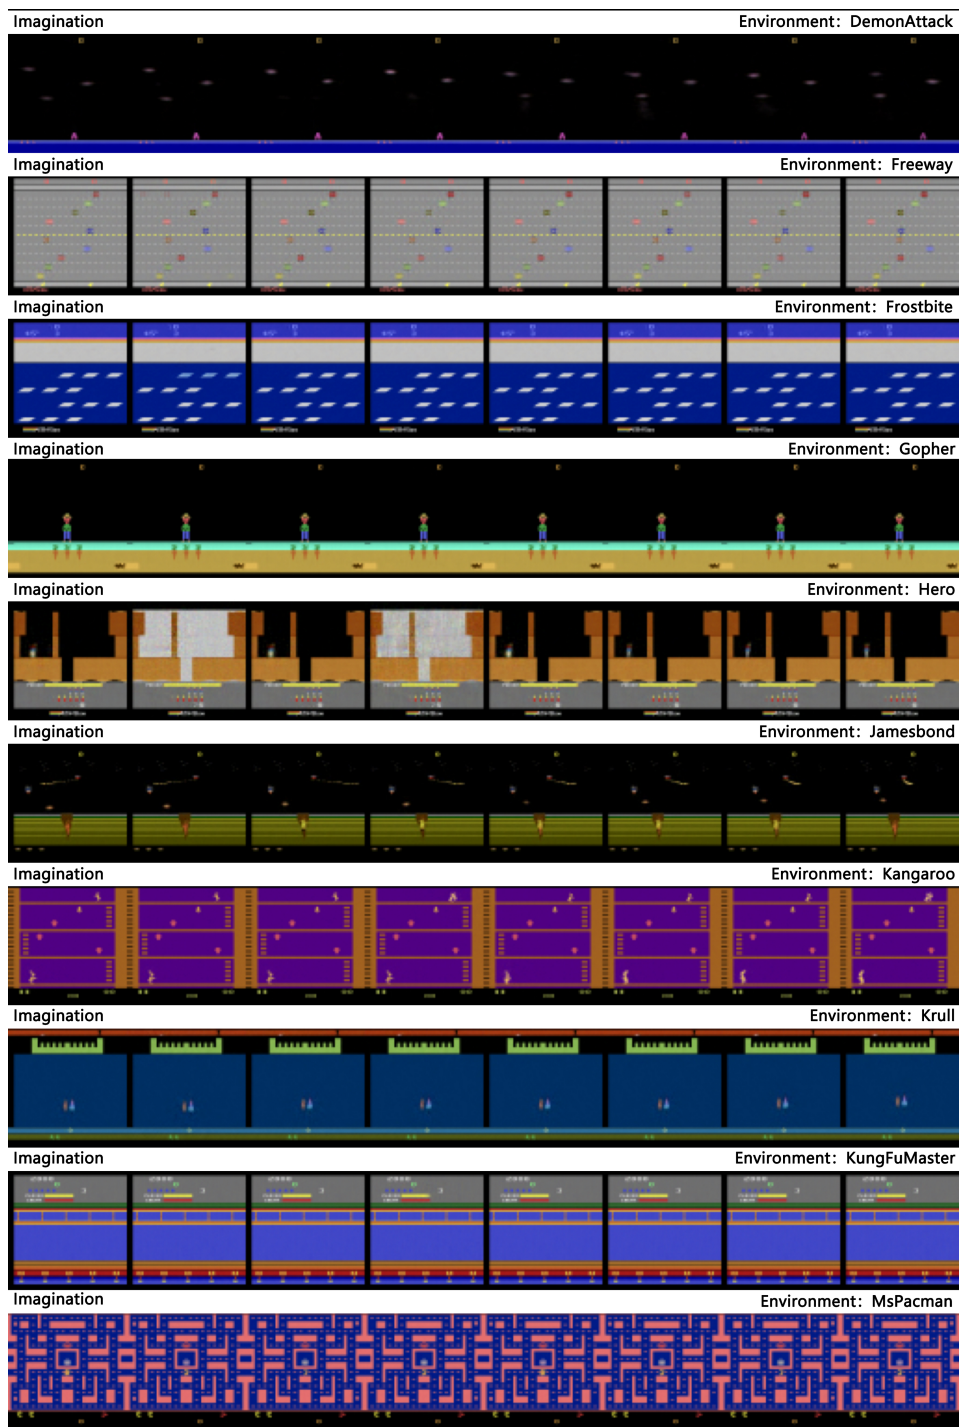 Imagination Environment: DemonAttack
Imagination Environment: Freeway
Imagination Environment: Frostbite
Imagination Environment: Gopher
Imagination Environment: Hero
Imagination Environment: Jamesbond
Imagination Environment: Kangaroo
Imagination Environment: Krull
Imagination Environment: KungFuMaster
Imagination Environment: MsPacman